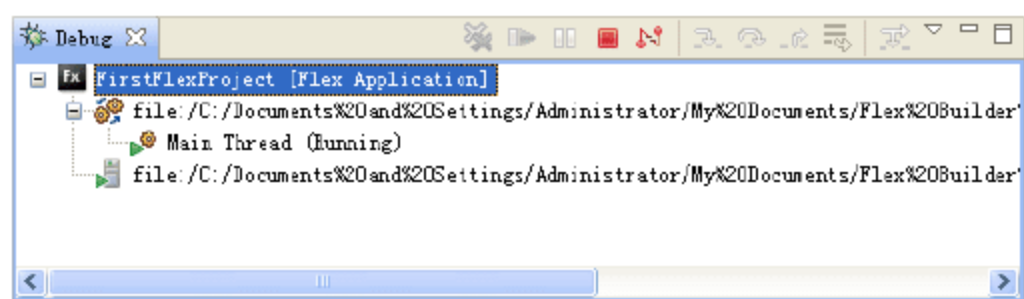 Debug
Fx FirstFlexProject [Flex Application]
file:/C:/Documents%20and%20Settings/Administrator/My%20Documents/Flex%20Builder
Main Thread (Running)
file:/C:/Documents%20and%20Settings/Administrator/My%20Documents/Flex%20Builder